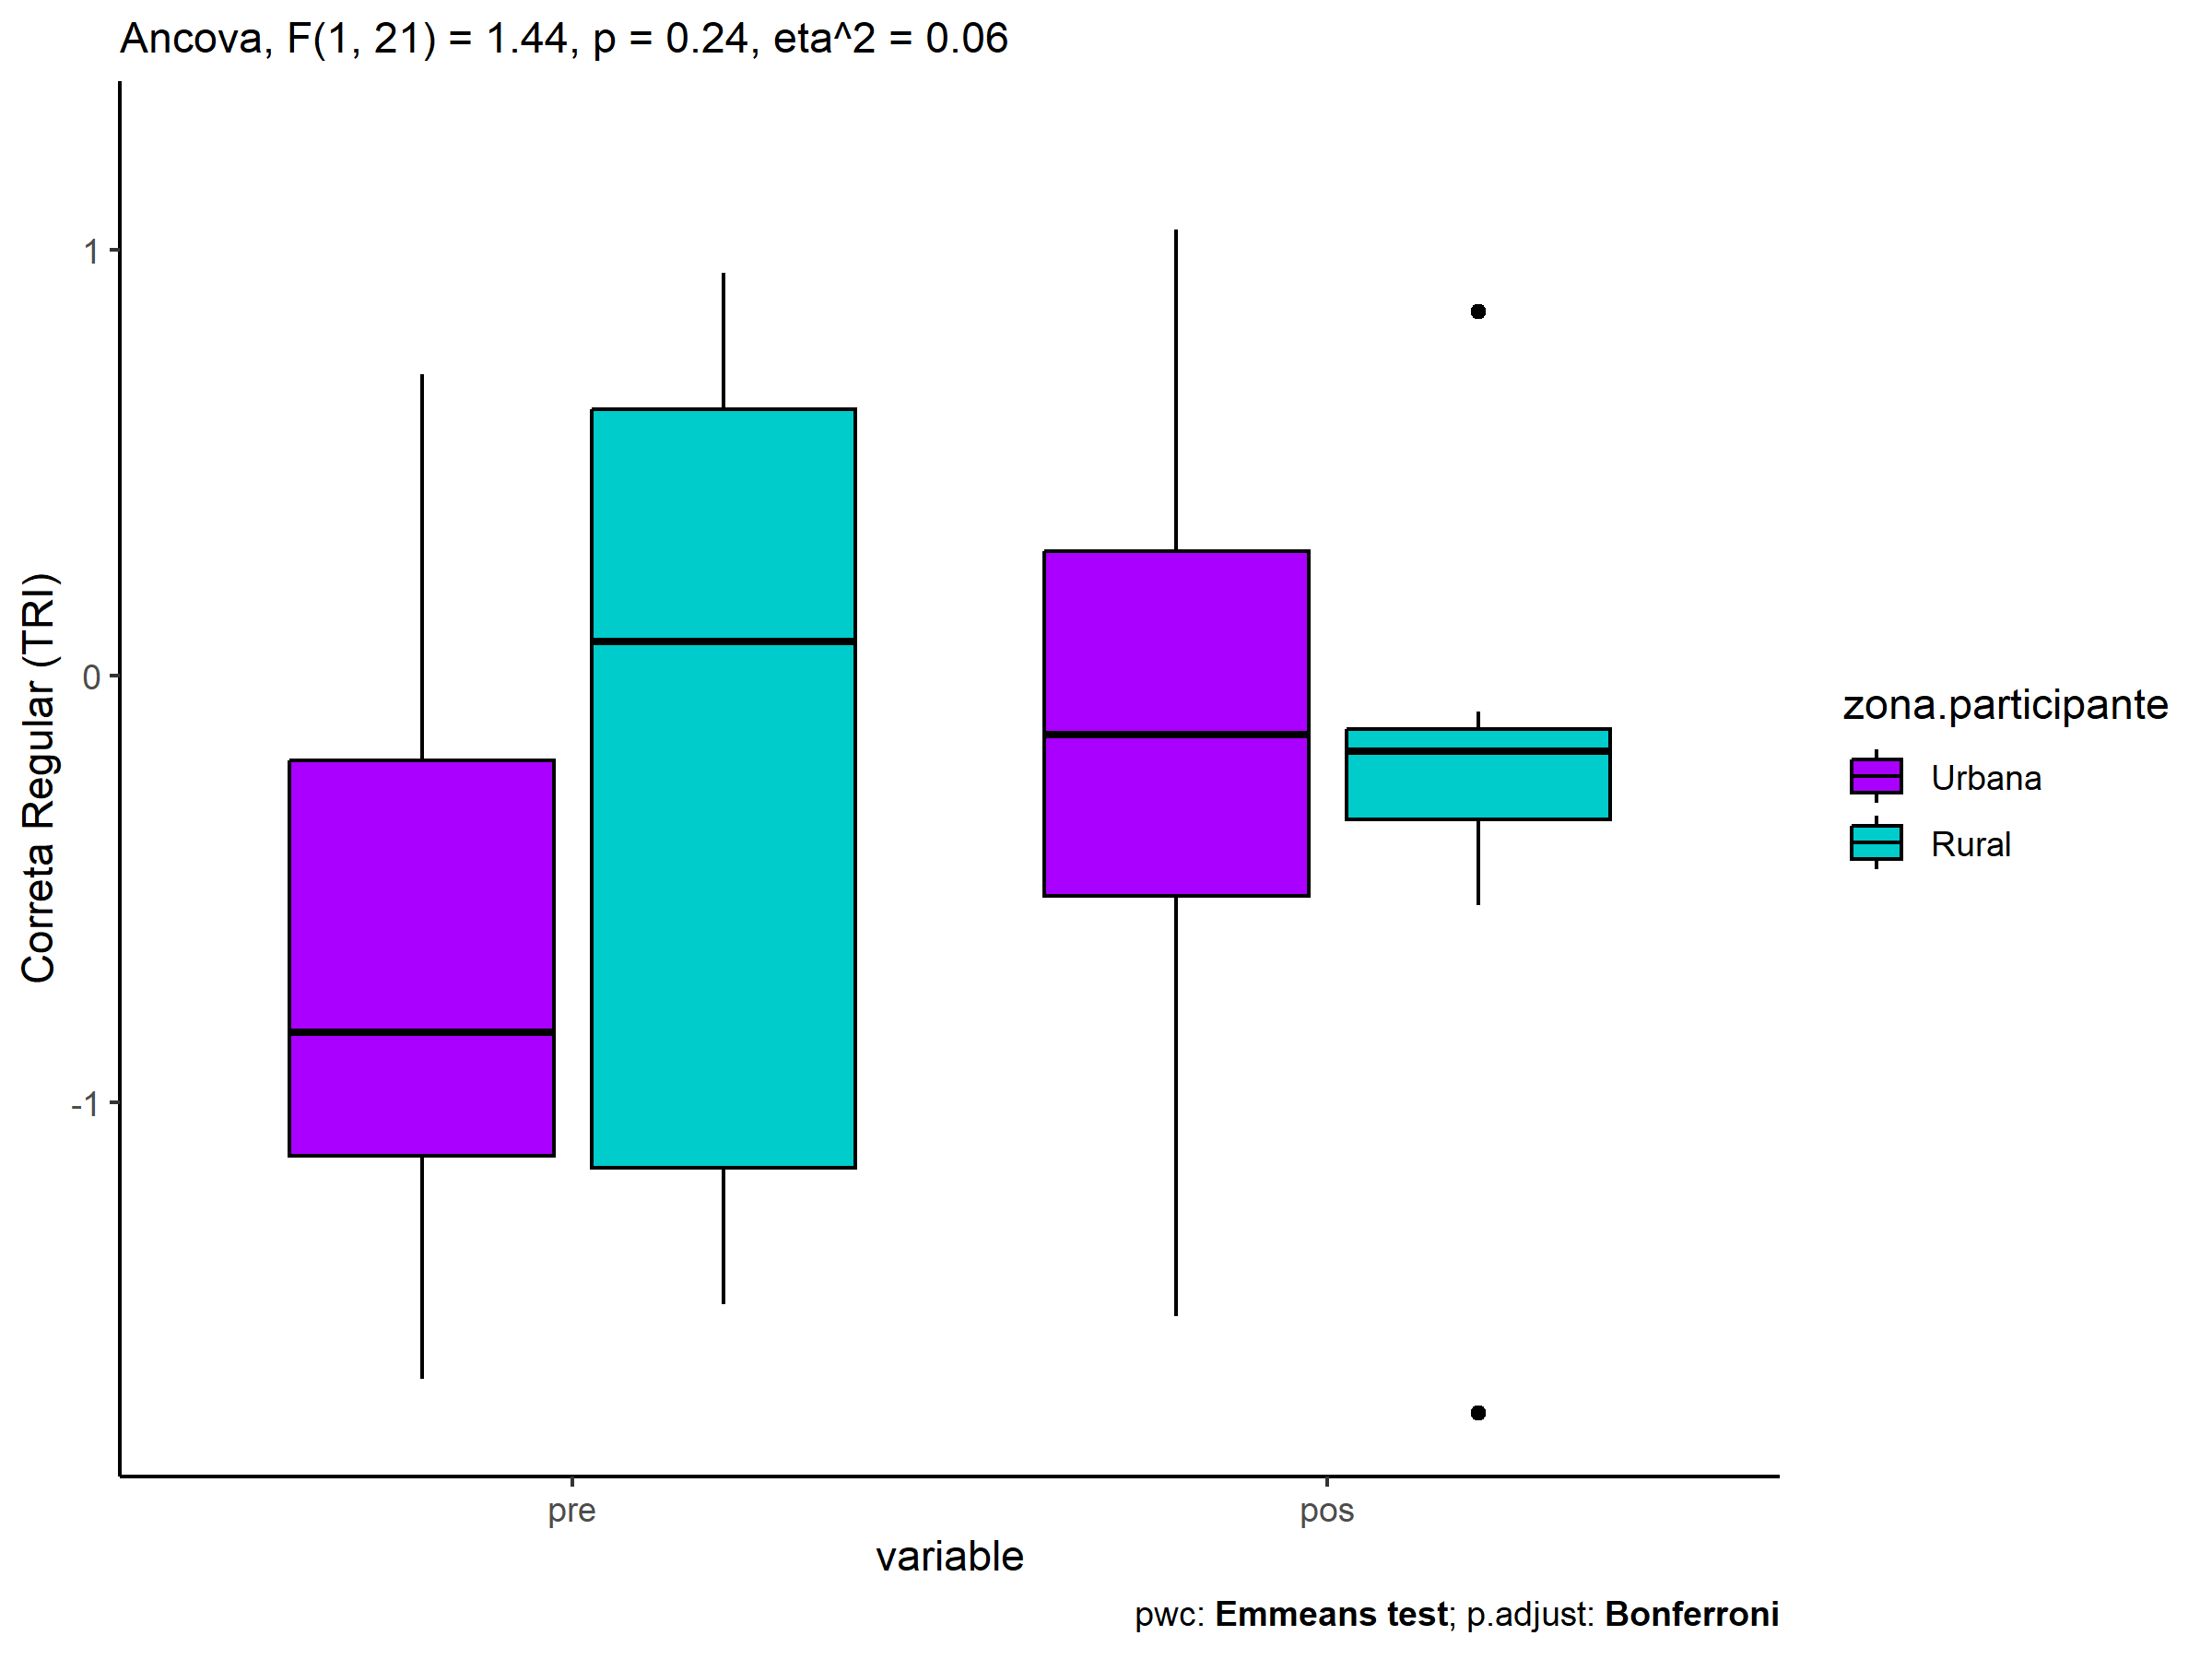 Ancova, F(1, 21) = 1.44, p = 0.24, eta^2 = 0.06
Correta Regular (TRI)
1
0
-1
pre
pos
variable
zona.participante
Urbana
Rural
pwc: Emmeans test; p.adjust: Bonferroni